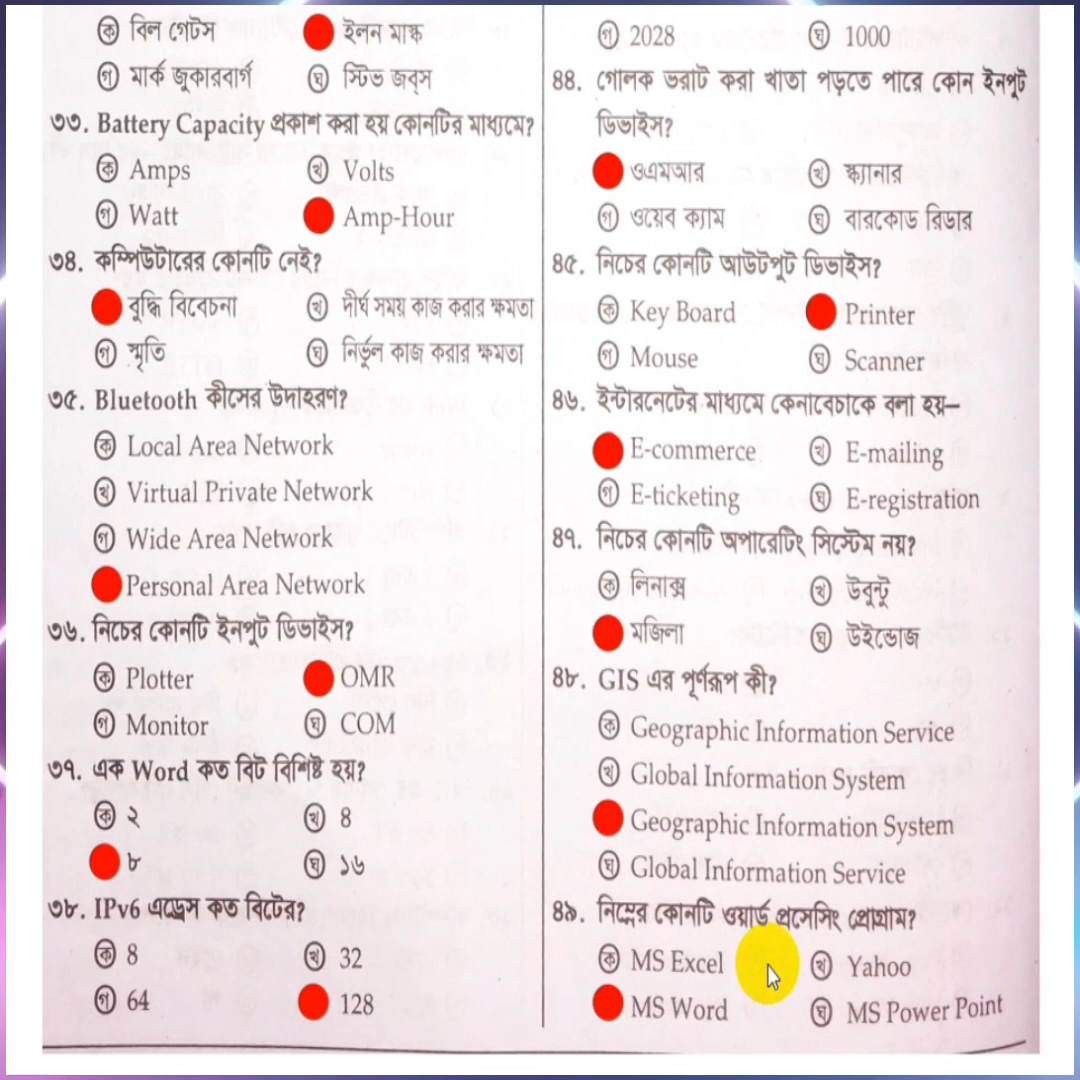 ক বিল গেটস
ইলন মাস্ক
গ মার্ক জুকারবার্গ
ঘ স্টিভ জব্‌স
৩৩. Battery Capacity প্রকাশ করা হয় কোনটির মাধ্যমে?
ক Amps
খ Volts
গ Watt
Amp-Hour
৩৪. কম্পিউটারের কোনটি নেই?
বুদ্ধি বিবেচনা
খ দীর্ঘ সময় কাজ করার ক্ষমতা
গ স্মৃতি
ঘ নির্ভুল কাজ করার ক্ষমতা
৩৫. Bluetooth কীসের উদাহরণ?
ক Local Area Network
খ Virtual Private Network
গ Wide Area Network
Personal Area Network
৩৬. নিচের কোনটি ইনপুট ডিভাইস?
ক Plotter
OMR
গ Monitor
ঘ COM
৩৭. এক Word কত বিট বিশিষ্ট হয়?
ক ২
খ ৪
৮
ঘ ১৬
৩৮. IPv6 এড্রেস কত বিটের?
ক 8
খ 32
গ 64
128
গ 2028
ঘ 1000
৪৪. গোলক ভরাট করা খাতা পড়তে পারে কোন ইনপুট
ডিভাইস?
ওএমআর
খ স্ক্যানার
গ ওয়েব ক্যাম
ঘ বারকোড রিডার
৪৫. নিচের কোনটি আউটপুট ডিভাইস?
ক Key Board
Printer
গ Mouse
ঘ Scanner
৪৬. ইন্টারনেটের মাধ্যমে কেনাবেচাকে বলা হয়–
E-commerce
খ E-mailing
গ E-ticketing
ঘ E-registration
৪৭. নিচের কোনটি অপারেটিং সিস্টেম নয়?
ক লিনাক্স
খ উবুন্টু
মজিলা
ঘ উইন্ডোজ
৪৮. GIS এর পূর্ণরূপ কী?
ক Geographic Information Service
খ Global Information System
Geographic Information System
ঘ Global Information Service
৪৯. নিম্নের কোনটি ওয়ার্ড প্রসেসিং প্রোগ্রাম?
ক MS Excel
খ Yahoo
MS Word
ঘ MS Power Point